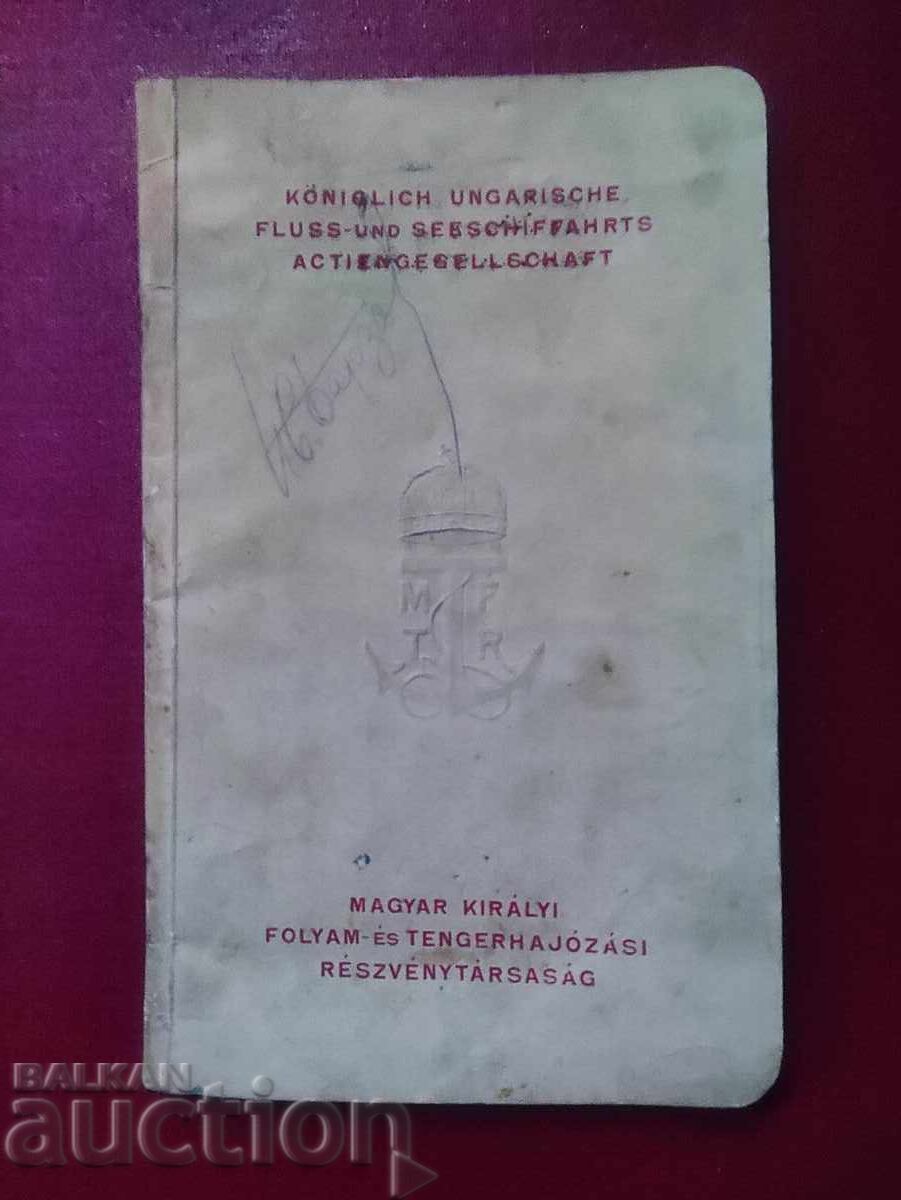 KÖNIGLICH UNGARISCHE
FLUSS-UND SEESCHIFFAHRTS
ACTIENGESELLSCHAFT
M F
T R
MAGYAR KIRÁLYI
FOLYAM-ÉS TENGERHAJÓZÁSI
RÉSZVÉNYTÁRSASÁG
BALKAN
auction